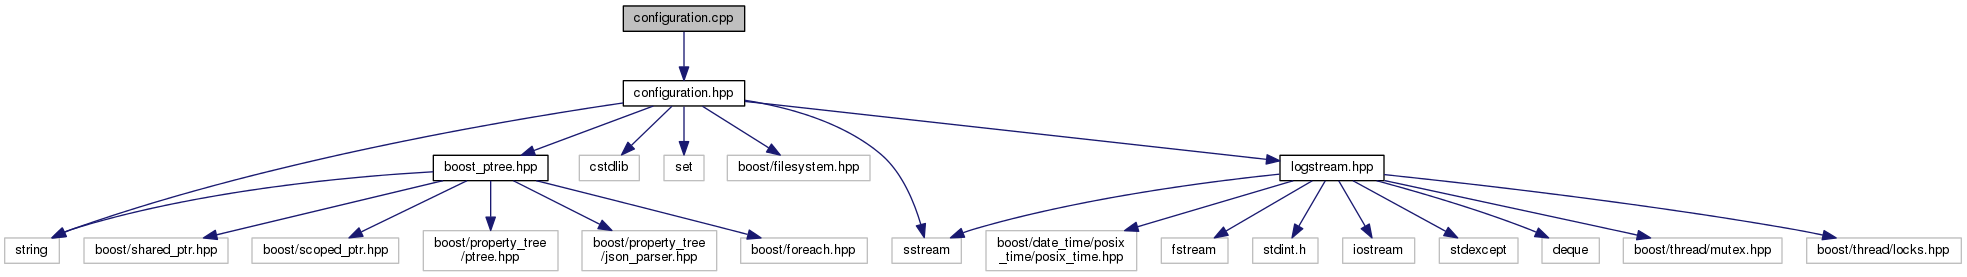 configuration.cpp
configuration.hpp
boost_ptree.hpp
cstdlib
set
boost/filesystem.hpp
logstream.hpp
string
boost/shared_ptr.hpp
boost/scoped_ptr.hpp
boost/property_tree
/ptree.hpp
boost/property_tree
/json_parser.hpp
boost/foreach.hpp
sstream
boost/date_time/posix
_time/posix_time.hpp
fstream
stdint.h
iostream
stdexcept
deque
boost/thread/mutex.hpp
boost/thread/locks.hpp